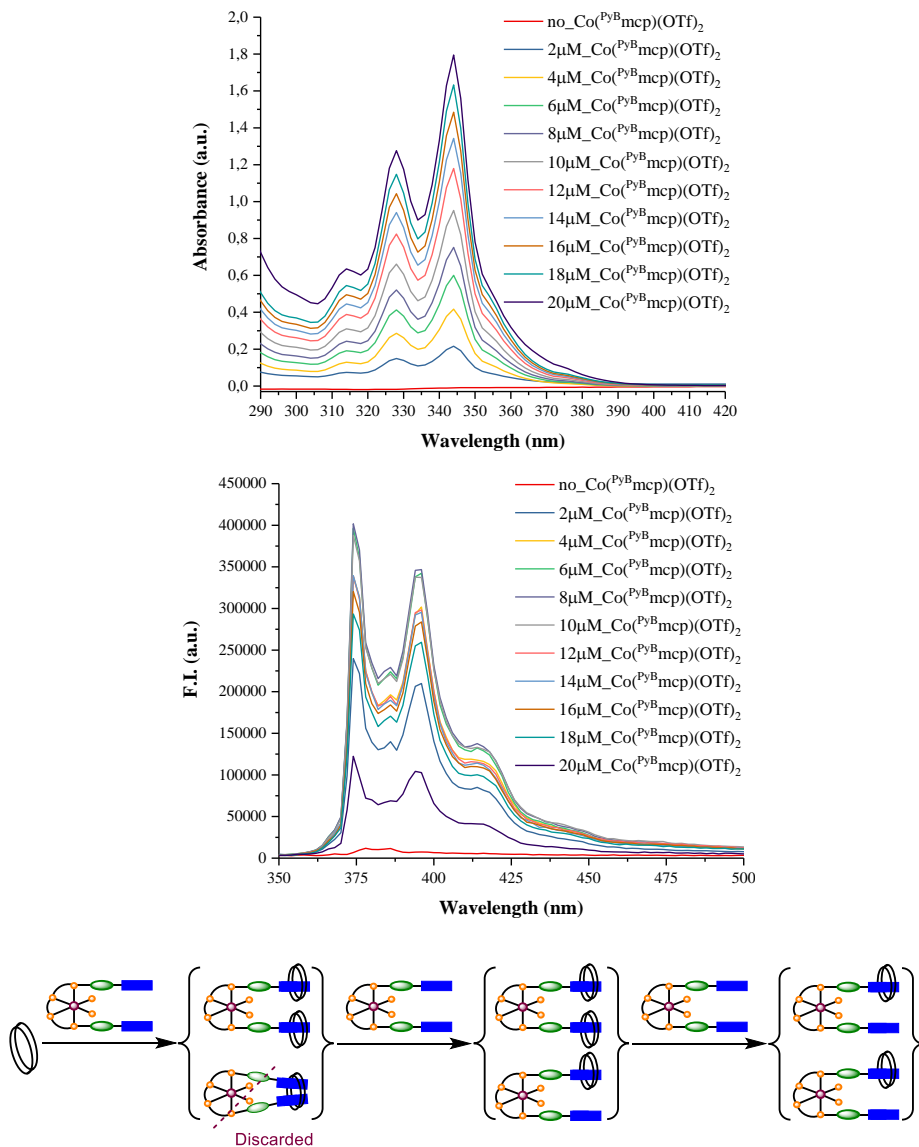 2,0
1,8
1,6
1,4
1,2
1,0
0,8
0,6
0,4
0,2
0,0
Absorbance (a.u.)
290 300 310 320 330 340 350 360 370 380 390 400 410 420
Wavelength (nm)
no_Co(ᴾʸᴮmcp)(OTf)₂
2μM_Co(ᴾʸᴮmcp)(OTf)₂
4μM_Co(ᴾʸᴮmcp)(OTf)₂
6μM_Co(ᴾʸᴮmcp)(OTf)₂
8μM_Co(ᴾʸᴮmcp)(OTf)₂
10μM_Co(ᴾʸᴮmcp)(OTf)₂
12μM_Co(ᴾʸᴮmcp)(OTf)₂
14μM_Co(ᴾʸᴮmcp)(OTf)₂
16μM_Co(ᴾʸᴮmcp)(OTf)₂
18μM_Co(ᴾʸᴮmcp)(OTf)₂
20μM_Co(ᴾʸᴮmcp)(OTf)₂
450000
400000
350000
300000
250000
200000
150000
100000
50000
0
F.I. (a.u.)
350 375 400 425 450 475 500
Wavelength (nm)
no_Co(ᴾʸᴮmcp)(OTf)₂
2μM_Co(ᴾʸᴮmcp)(OTf)₂
4μM_Co(ᴾʸᴮmcp)(OTf)₂
6μM_Co(ᴾʸᴮmcp)(OTf)₂
8μM_Co(ᴾʸᴮmcp)(OTf)₂
10μM_Co(ᴾʸᴮmcp)(OTf)₂
12μM_Co(ᴾʸᴮmcp)(OTf)₂
14μM_Co(ᴾʸᴮmcp)(OTf)₂
16μM_Co(ᴾʸᴮmcp)(OTf)₂
18μM_Co(ᴾʸᴮmcp)(OTf)₂
20μM_Co(ᴾʸᴮmcp)(OTf)₂
Discarded